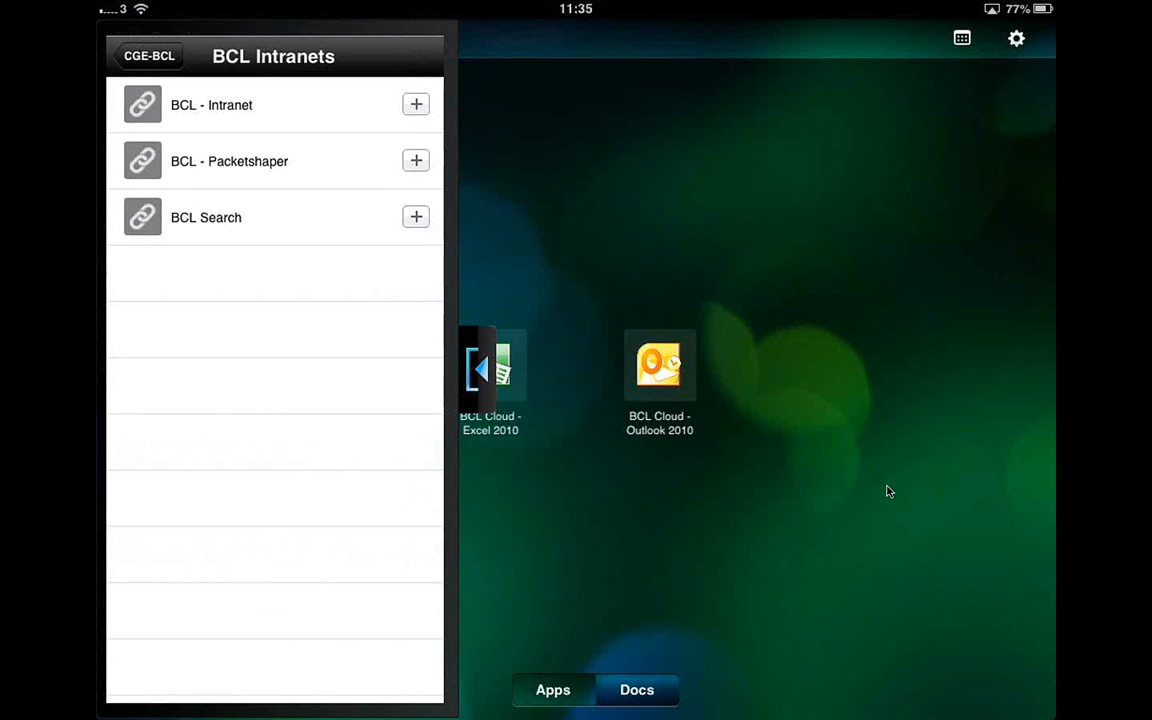 ....3 11:35 77%
CGE-BCL BCL Intranets
BCL - Intranet
BCL - Packetshaper
BCL Search
BCL Cloud -
Excel 2010
BCL Cloud -
Outlook 2010
Apps Docs